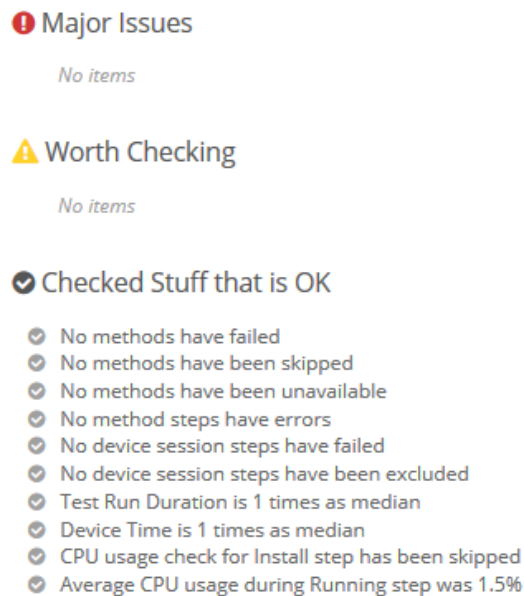 Major Issues
No items
Worth Checking
No items
Checked Stuff that is OK
No methods have failed
No methods have been skipped
No methods have been unavailable
No method steps have errors
No device session steps have failed
No device session steps have been excluded
Test Run Duration is 1 times as median
Device Time is 1 times as median
CPU usage check for Install step has been skipped
Average CPU usage during Running step was 1.5%